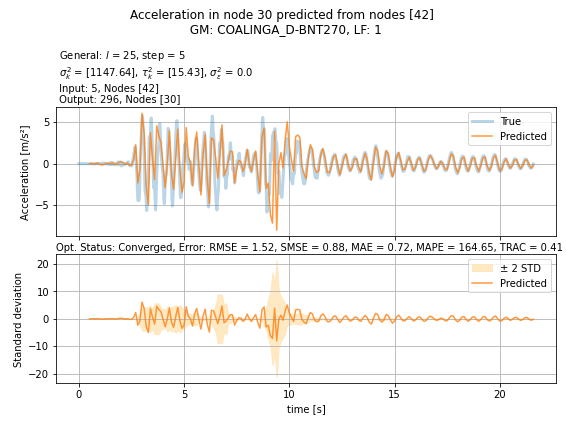 Acceleration in node 30 predicted from nodes [42]
GM: COALINGA_D-BNT270, LF: 1
General: l = 25, step = 5
σ²ₖ = [1147.64], τ²ₖ = [15.43], σ²ε = 0.0
Input: 5, Nodes [42]
Output: 296, Nodes [30]
Acceleration [m/s²]
5
0
−5
True
Predicted
Opt. Status: Converged, Error: RMSE = 1.52, SMSE = 0.88, MAE = 0.72, MAPE = 164.65, TRAC = 0.41
Standard deviation
20
10
0
−10
−20
± 2 STD
Predicted
0 5 10 15 20
time [s]